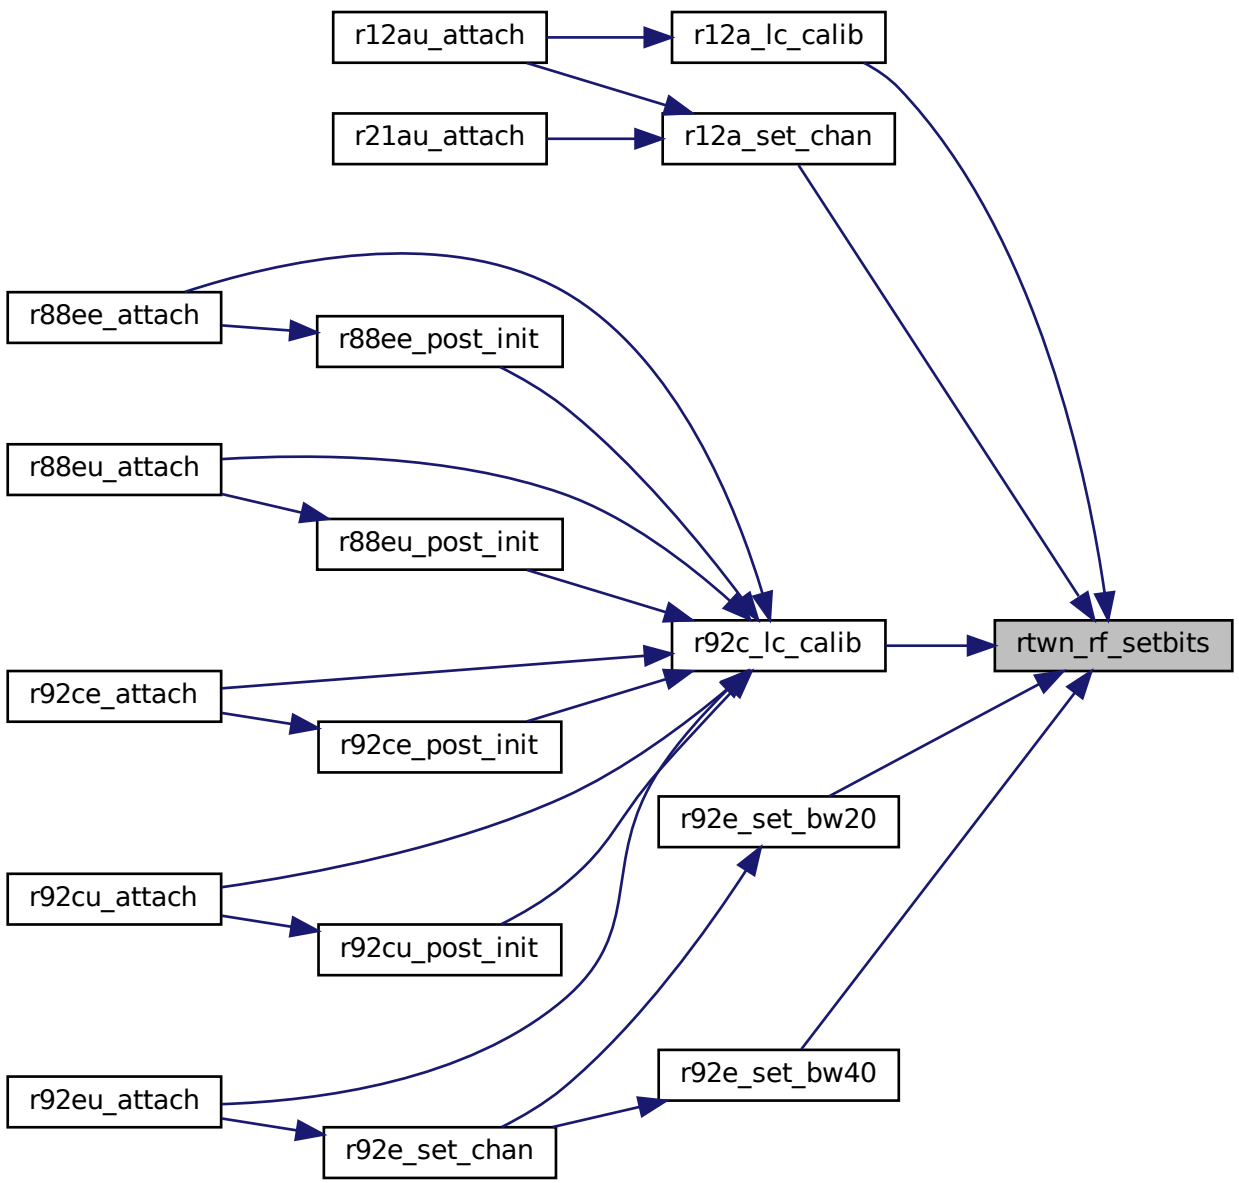 r12au_attach
r12a_lc_calib
r21au_attach
r12a_set_chan
r88ee_attach
r88ee_post_init
r88eu_attach
r88eu_post_init
r92c_lc_calib
rtwn_rf_setbits
r92ce_attach
r92ce_post_init
r92e_set_bw20
r92cu_attach
r92cu_post_init
r92e_set_bw40
r92eu_attach
r92e_set_chan